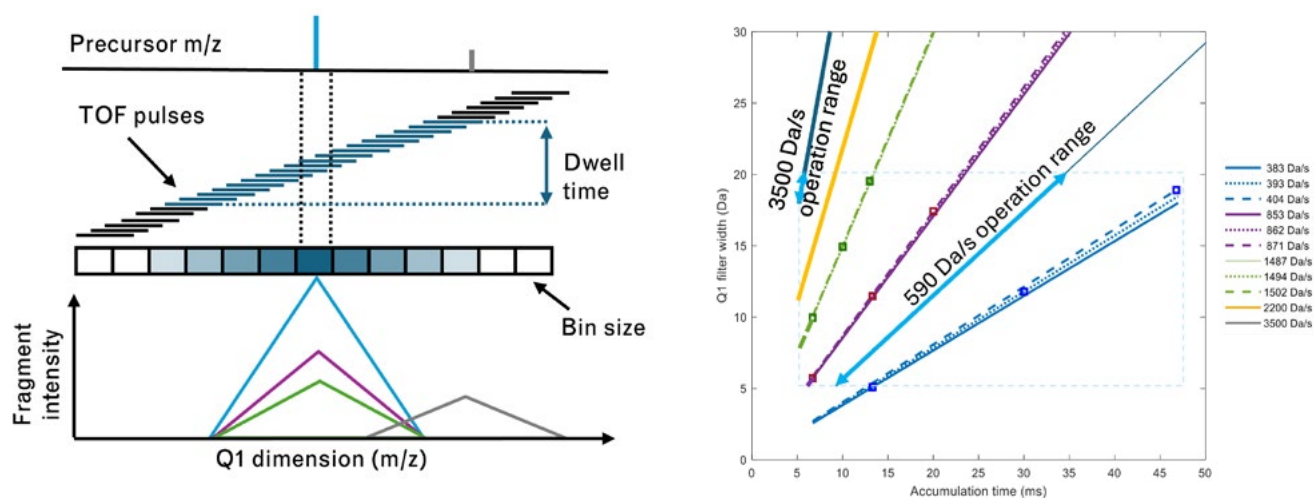 Precursor m/z
TOF pulses
Dwell
time
Bin size
Fragment
intensity
Q1 dimension (m/z)
30
25
20
15
10
5
0
Q1 filter width (Da)
0
5
10
15
20
25
30
35
40
45
50
Accumulation time (ms)
3500 Da/s
operation range
590 Da/s operation range
383 Da/s
393 Da/s
404 Da/s
853 Da/s
862 Da/s
871 Da/s
1487 Da/s
1494 Da/s
1502 Da/s
2200 Da/s
3500 Da/s